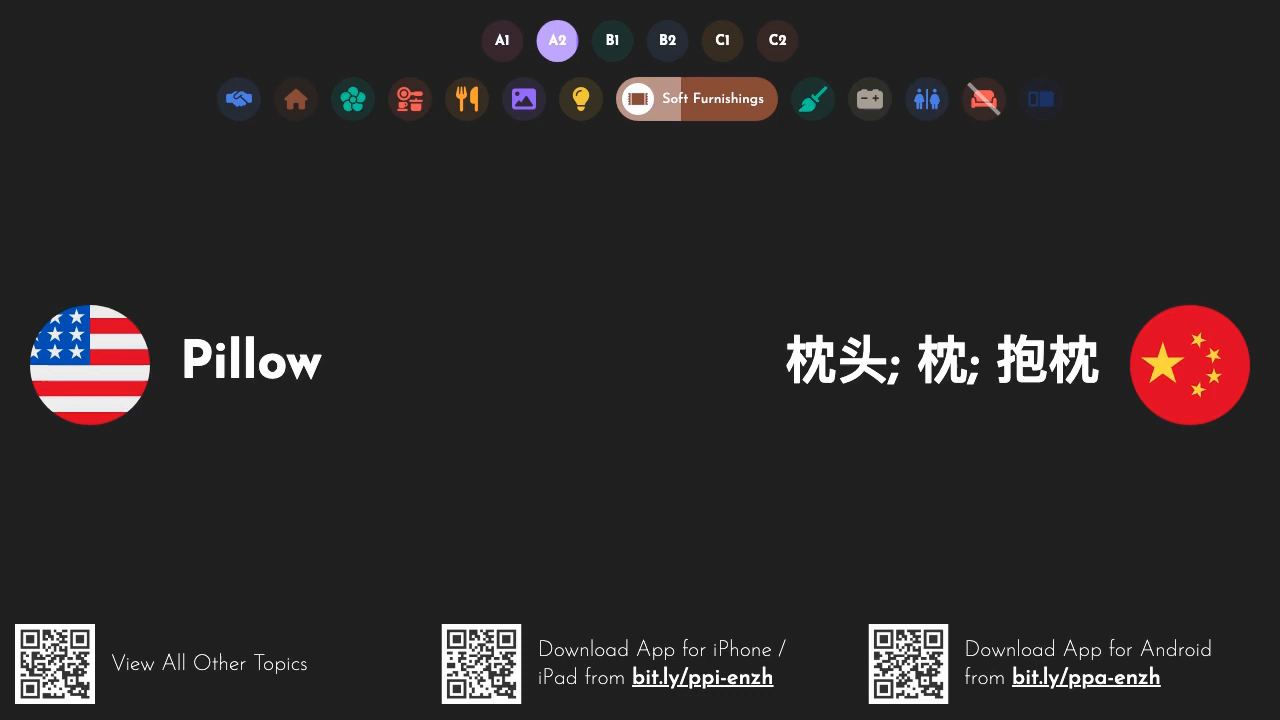 A1 A2 B1 B2 C1 C2
Soft Furnishings
Pillow
枕头; 枕; 抱枕
View All Other Topics
Download App for iPhone /
iPad from bit.ly/ppi-enzh
Download App for Android
from bit.ly/ppa-enzh